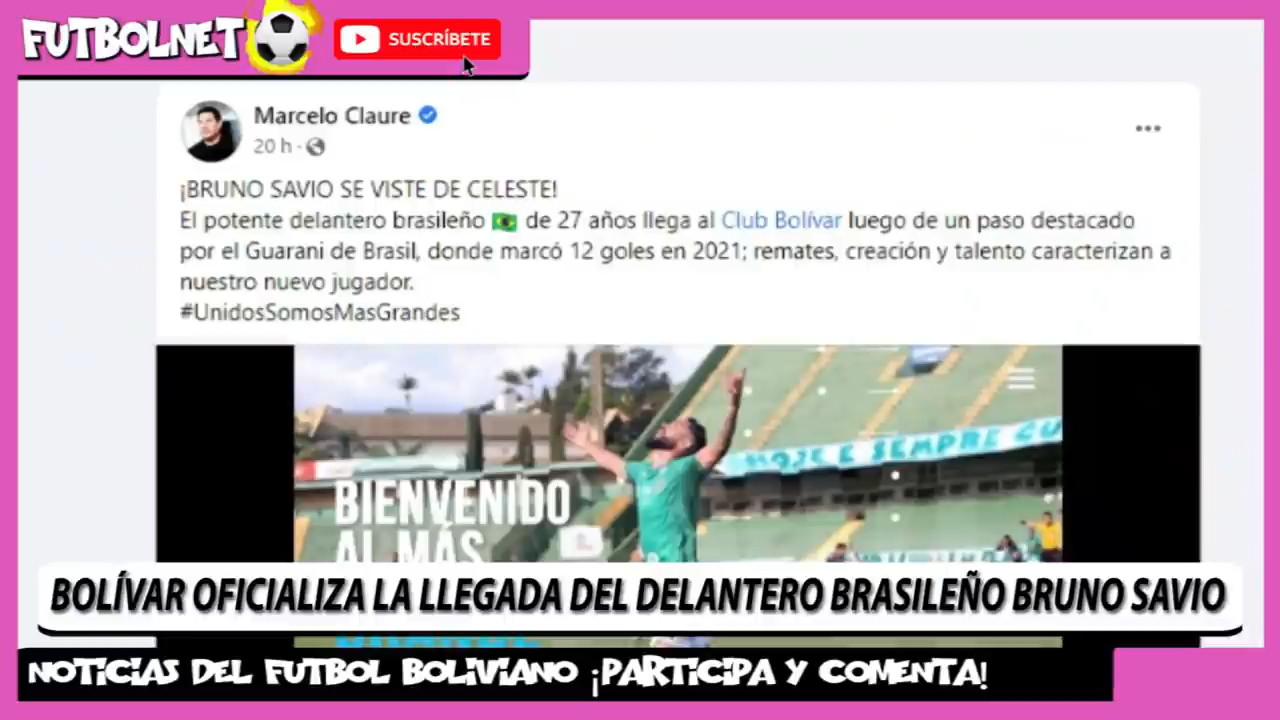 FUTBOLNET
SUSCRÍBETE
Marcelo Claure
20 h ·
¡BRUNO SAVIO SE VISTE DE CELESTE!
El potente delantero brasileño 🇧🇷 de 27 años llega al Club Bolívar luego de un paso destacado
por el Guarani de Brasil, donde marcó 12 goles en 2021; remates, creación y talento caracterizan a
nuestro nuevo jugador.
#UnidosSomosMasGrandes
HOJE E SEMPRE GU
BIENVENIDO
AL MÁS
BOLÍVAR OFICIALIZA LA LLEGADA DEL DELANTERO BRASILEÑO BRUNO SAVIO
NOTICIAS DEL FUTBOL BOLIVIANO ¡PARTICIPA Y COMENTA!